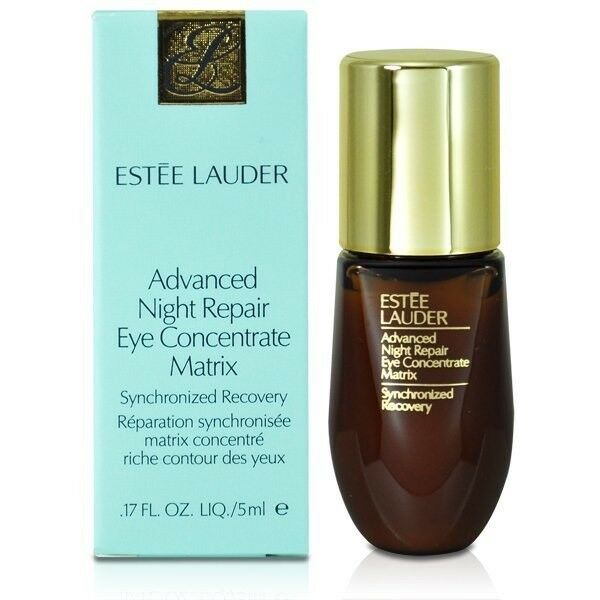 EL
ESTĒE LAUDER
Advanced
Night Repair
Eye Concentrate
Matrix
Synchronized Recovery
Réparation synchronisée
matrix concentré
riche contour des yeux
.17 FL. OZ. LIQ./5ml ℮
ESTĒE
LAUDER
Advanced
Night Repair
Eye Concentrate
Matrix
Synchronized
Recovery